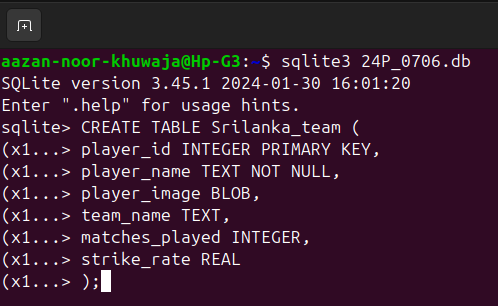 aazan-noor-khuwaja@Hp-G3:~$ sqlite3 24P_0706.db
SQLite version 3.45.1 2024-01-30 16:01:20
Enter ".help" for usage hints.
sqlite> CREATE TABLE Srilanka_team (
(x1...> player_id INTEGER PRIMARY KEY,
(x1...> player_name TEXT NOT NULL,
(x1...> player_image BLOB,
(x1...> team_name TEXT,
(x1...> matches_played INTEGER,
(x1...> strike_rate REAL
(x1...> );